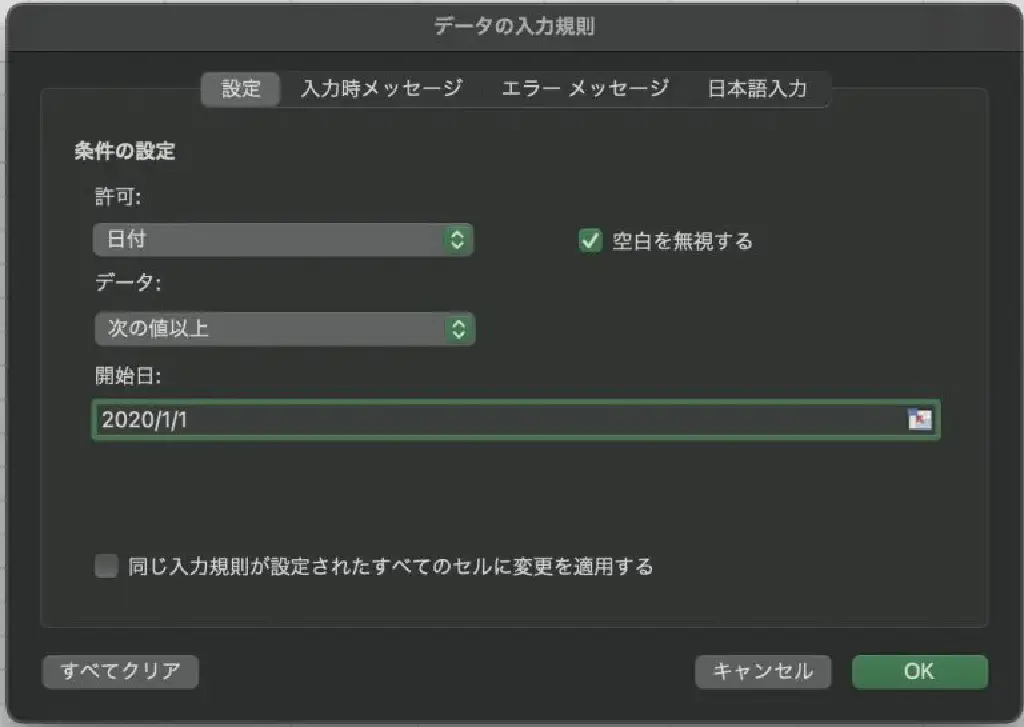 データの入力規則
設定 入力時メッセージ エラー メッセージ 日本語入力
条件の設定
許可:
日付 空白を無視する
データ:
次の値以上
開始日:
2020/1/1
同じ入力規則が設定されたすべてのセルに変更を適用する
すべてクリア キャンセル OK